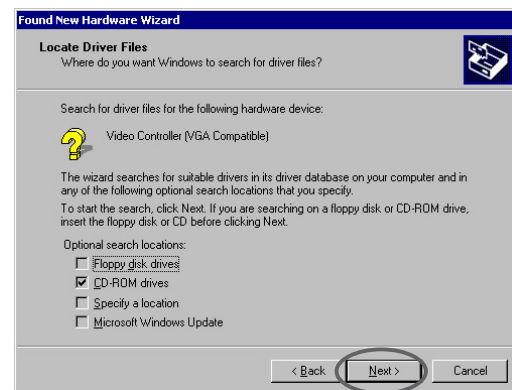 Found New Hardware Wizard
Locate Driver Files
Where do you want Windows to search for driver files?
Search for driver files for the following hardware device:
Video Controller (VGA Compatible)
The wizard searches for suitable drivers in its driver database on your computer and in
any of the following optional search locations that you specify.
To start the search, click Next. If you are searching on a floppy disk or CD-ROM drive,
insert the floppy disk or CD before clicking Next.
Optional search locations:
Floppy disk drives
CD-ROM drives
Specify a location
Microsoft Windows Update
< Back Next > Cancel